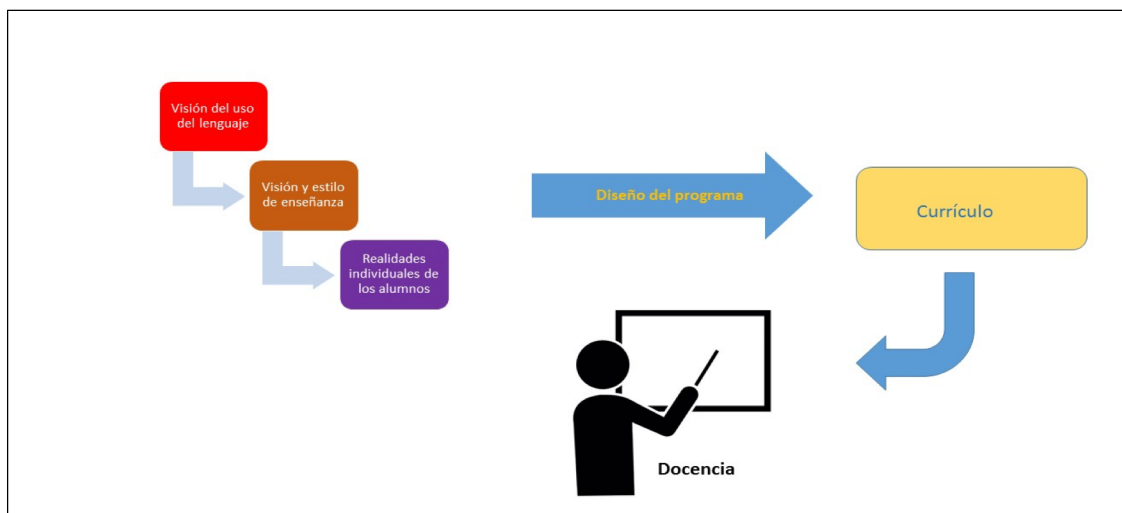 Visión del uso
del lenguaje
Visión y estilo
de enseñanza
Realidades
individuales de
los alumnos
Diseño del programa
Currículo
Docencia